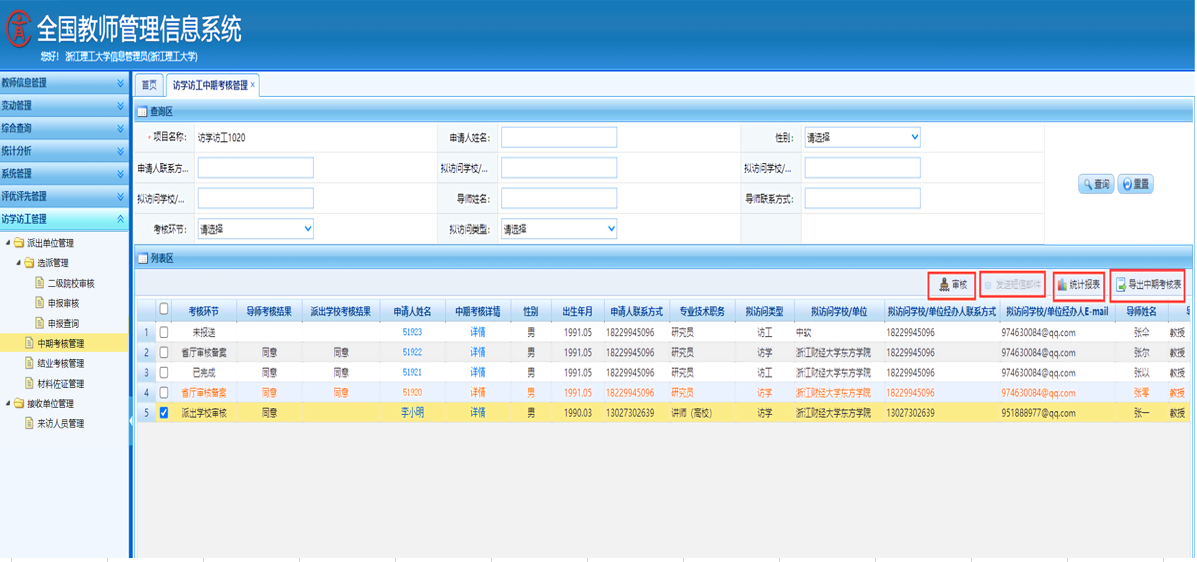 全国教师管理信息系统
您好! 浙江理工大学信息管理员(浙江理工大学)
教师信息管理
变动管理
综合查询
统计分析
系统管理
评优评先管理
访学访工管理
派出单位管理
选派管理
二级院校审核
申报审核
申报查询
中期考核管理
结业考核管理
材料佐证管理
接收单位管理
来访人员管理
首页 访学访工中期考核管理 ×
查询区
* 项目名称: 访学访工1020 申请人姓名: 性别: 请选择
申请人联系方... 拟访问学校/... 拟访问学校/...
查询 重置
拟访问学校/... 导师姓名: 导师联系方式:
考核环节: 请选择 拟访问类型: 请选择
列表区
审核 发送短信邮件 统计报表 导出中期考核表
考核环节 导师考核结果 派出学校考核结果 申请人姓名 中期考核详情 性别 出生年月 申请人联系方式 专业技术职务 拟访问类型 拟访问学校/单位 拟访问学校/单位经办人联系方式 拟访问学校/单位经办人E-mail 导师姓名 导
1 未报送 51923 详情 男 1991.05 18229945096 研究员 访工 中软 18229945096 974630084@qq.com 张伞 教授
2 省厅审核备案 同意 同意 51922 详情 男 1991.05 18229945096 研究员 访学 浙江财经大学东方学院 18229945096 974630084@qq.com 张尔 教授
3 已完成 同意 同意 51921 详情 男 1991.05 18229945096 研究员 访工 浙江财经大学东方学院 18229945096 974630084@qq.com 张以 教授
4 省厅审核备案 同意 同意 51920 详情 男 1991.05 18229945096 研究员 访学 浙江财经大学东方学院 18229945096 974630084@qq.com 张零 教授
5 派出学校审核 同意 李小明 详情 男 1990.03 13027302639 讲师（高校） 访学 浙江财经大学东方学院 13027302639 951888977@qq.com 张一 教授